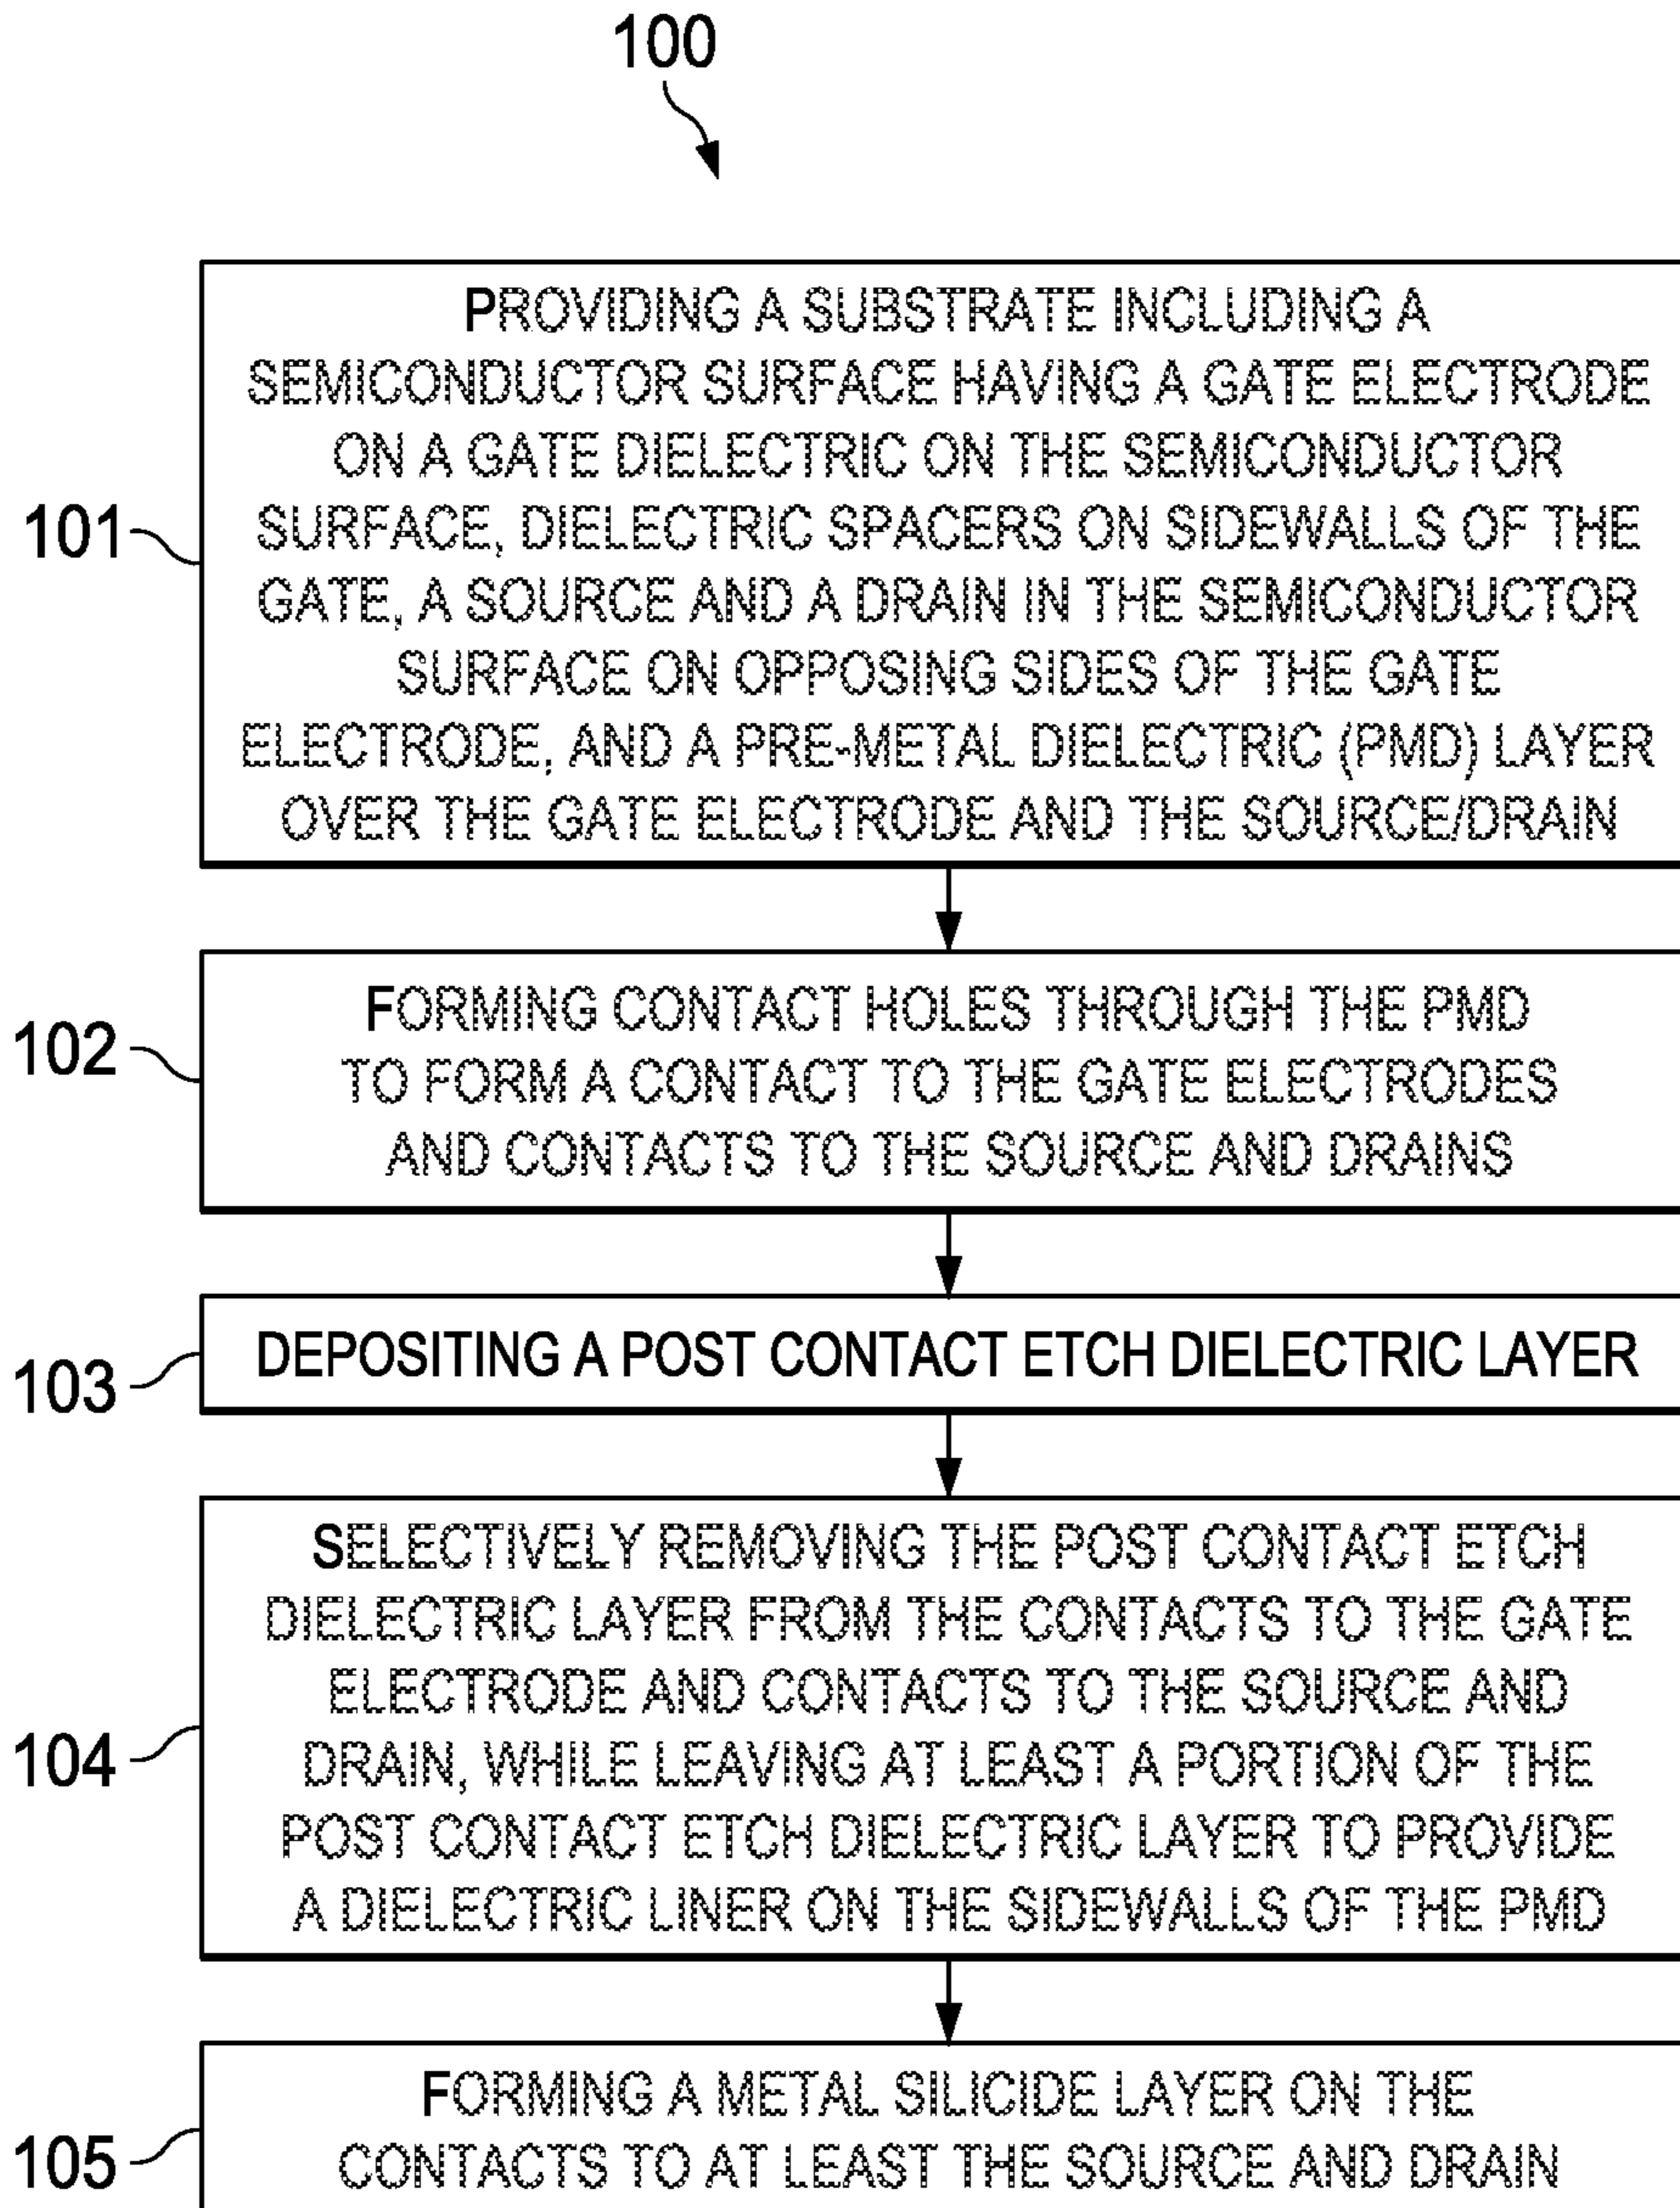 100
101
PROVIDING A SUBSTRATE INCLUDING A
SEMICONDUCTOR SURFACE HAVING A GATE ELECTRODE
ON A GATE DIELECTRIC ON THE SEMICONDUCTOR
SURFACE, DIELECTRIC SPACERS ON SIDEWALLS OF THE
GATE, A SOURCE AND A DRAIN IN THE SEMICONDUCTOR
SURFACE ON OPPOSING SIDES OF THE GATE
ELECTRODE, AND A PRE-METAL DIELECTRIC (PMD) LAYER
OVER THE GATE ELECTRODE AND THE SOURCE/DRAIN
102
FORMING CONTACT HOLES THROUGH THE PMD
TO FORM A CONTACT TO THE GATE ELECTRODES
AND CONTACTS TO THE SOURCE AND DRAINS
103
DEPOSITING A POST CONTACT ETCH DIELECTRIC LAYER
104
SELECTIVELY REMOVING THE POST CONTACT ETCH
DIELECTRIC LAYER FROM THE CONTACTS TO THE GATE
ELECTRODE AND CONTACTS TO THE SOURCE AND
DRAIN, WHILE LEAVING AT LEAST A PORTION OF THE
POST CONTACT ETCH DIELECTRIC LAYER TO PROVIDE
A DIELECTRIC LINER ON THE SIDEWALLS OF THE PMD
105
FORMING A METAL SILICIDE LAYER ON THE
CONTACTS TO AT LEAST THE SOURCE AND DRAIN